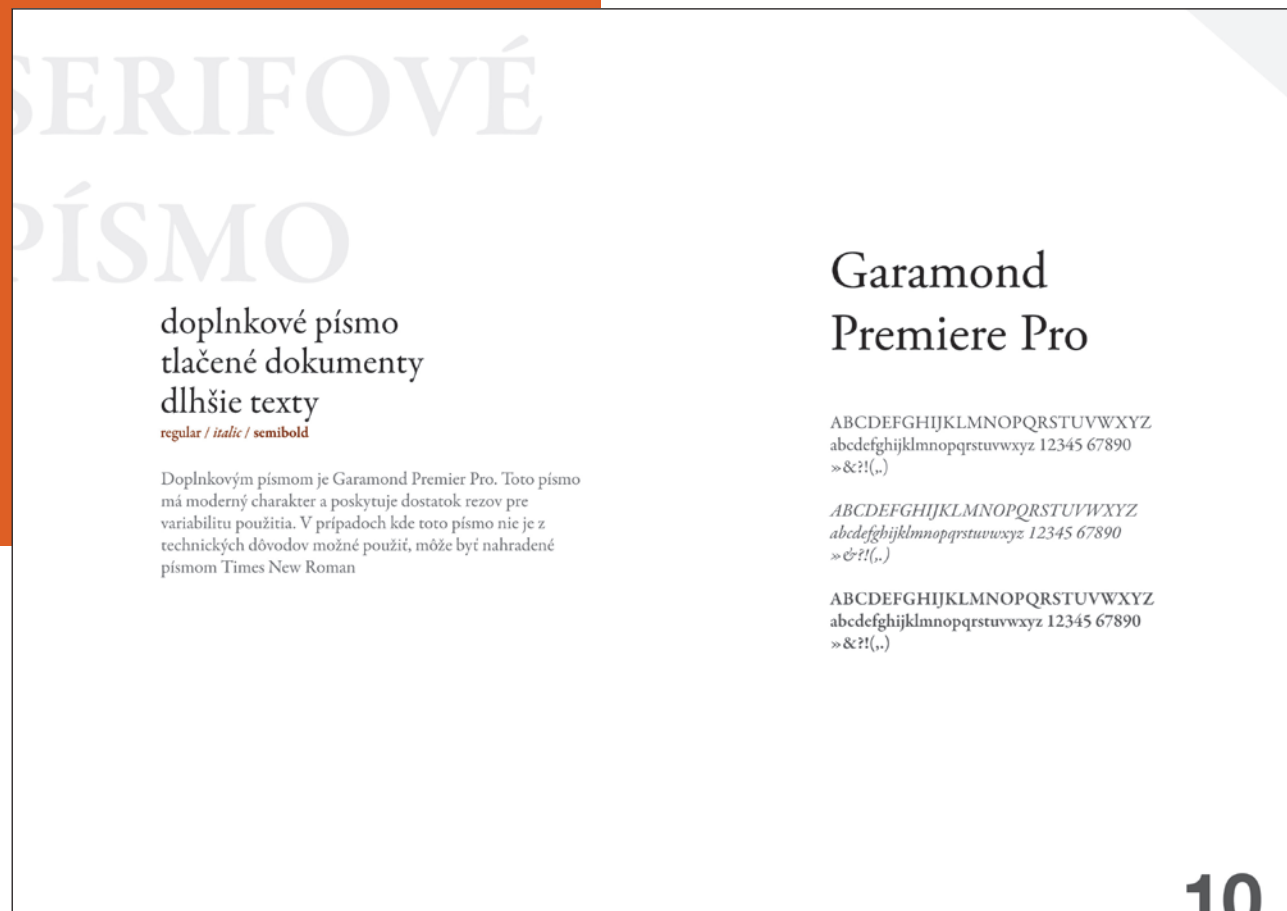 SERIFOVÉ
PÍSMO
doplnkové písmo
tlačené dokumenty
dlhšie texty
regular / italic / semibold
Doplnkovým písmom je Garamond Premier Pro. Toto písmo
má moderný charakter a poskytuje dostatok rezov pre
variabilitu použitia. V prípadoch kde toto písmo nie je z
technických dôvodov možné použiť, môže byť nahradené
písmom Times New Roman
Garamond
Premiere Pro
ABCDEFGHIJKLMNOPQRSTUVWXYZ
abcdefghijklmnopqrstuvwxyz 12345 67890
»&?!(,.)
ABCDEFGHIJKLMNOPQRSTUVWXYZ
abcdefghijklmnopqrstuvwxyz 12345 67890
»&?!(,.)
ABCDEFGHIJKLMNOPQRSTUVWXYZ
abcdefghijklmnopqrstuvwxyz 12345 67890
»&?!(,.)
10